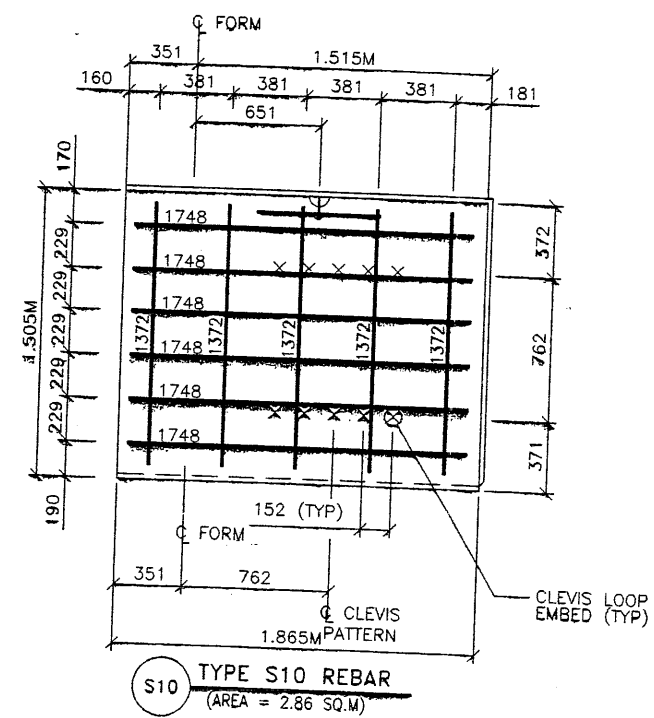 ℄ FORM
351
1.515M
160
381
381
381
381
181
651
170
1748
229
372
1748
229
1748
229
1.505M
1372
1372
1372
1372
1372
762
1748
229
1748
229
1748
371
190
152 (TYP)
℄ FORM
351
762
CLEVIS LOOP
EMBED (TYP)
℄ CLEVIS
PATTERN
1.865M
S10
TYPE S10 REBAR
(AREA = 2.86 SQ.M)